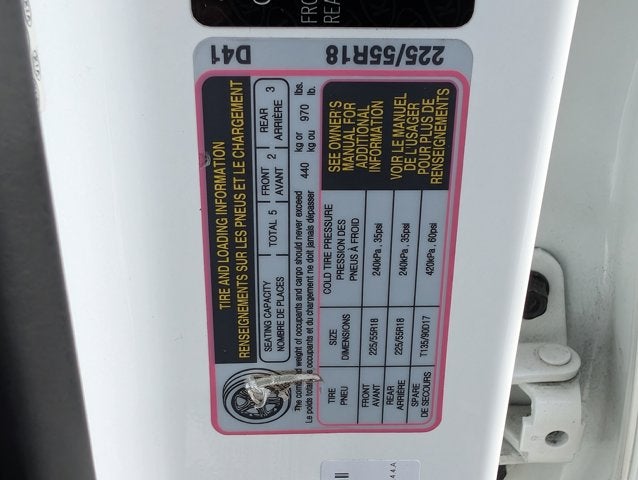 D41 225/55R18
TIRE AND LOADING INFORMATION
RENSEIGNEMENTS SUR LES PNEUS ET LE CHARGEMENT
SEATING CAPACITY TOTAL 5 FRONT 2 REAR 3
NOMBRE DE PLACES AVANT ARRIÈRE
The combined weight of occupants and cargo should never exceed 440 kg or 970 lbs.
Le poids total occupants et du chargement ne doit jamais dépasser kg ou lb.
TIRE SIZE COLD TIRE PRESSURE
PNEU DIMENSIONS PRESSION DES
PNEUS À FROID
FRONT 225/55R18 240kPa , 35psi
AVANT
REAR 225/55R18 240kPa , 35psi
ARRIÈRE
SPARE T135/90D17 420kPa , 60psi
DE SECOURS
SEE OWNER'S
MANUAL FOR
ADDITIONAL
INFORMATION
VOIR LE MANUEL
DE L'USAGER
POUR PLUS DE
RENSEIGNEMENTS